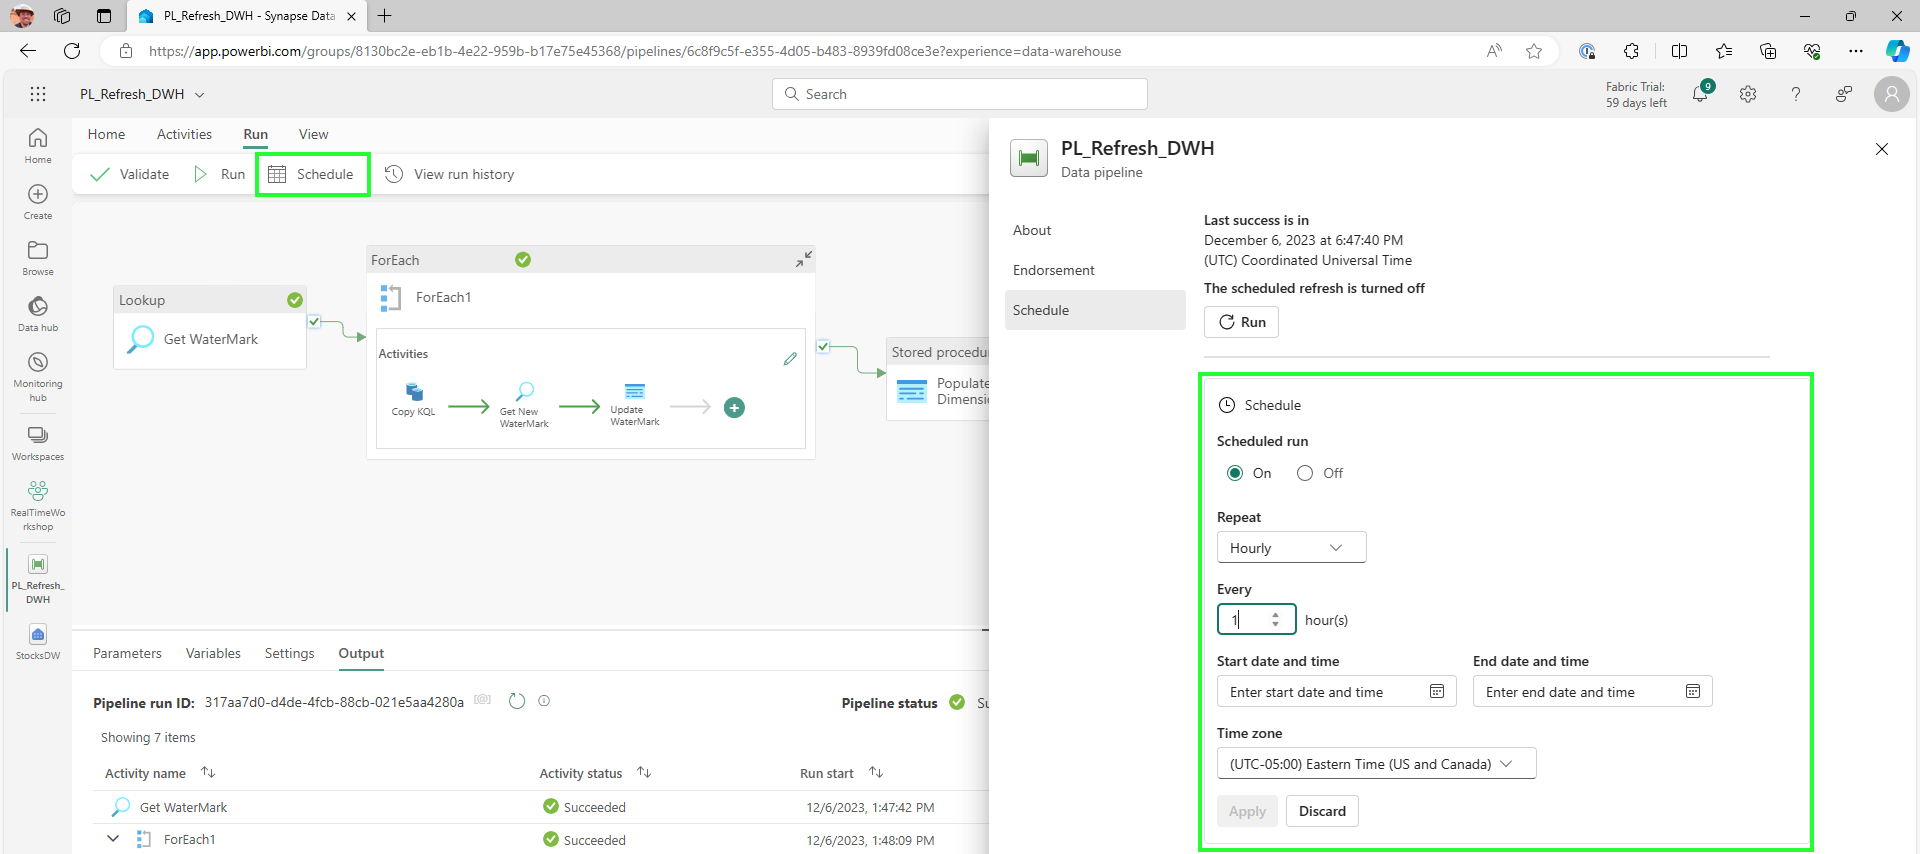 PL_Refresh_DWH - Synapse Data
https://app.powerbi.com/groups/8130bc2e-eb1b-4e22-959b-b17e75e45368/pipelines/6c8f9c5f-e355-4d05-b483-8939fd08ce3e?experience=data-warehouse
PL_Refresh_DWH
Search
Fabric Trial:
59 days left
9
Home
Create
Browse
Data hub
Monitoring
hub
Workspaces
RealTimeWo
rkshop
PL_Refresh_
DWH
StocksDW
Home Activities Run View
Validate Run Schedule View run history
Lookup
Get WaterMark
ForEach
ForEach1
Activities
Copy KQL
Get New
WaterMark
Update
WaterMark
Stored procedu
Populate
Dimensi
Parameters Variables Settings Output
Pipeline run ID: 317aa7d0-d4de-4fcb-88cb-021e5aa4280a
Pipeline status Su
Showing 7 items
Activity name Activity status Run start
Get WaterMark Succeeded 12/6/2023, 1:47:42 PM
ForEach1 Succeeded 12/6/2023, 1:48:09 PM
PL_Refresh_DWH
Data pipeline
About
Endorsement
Schedule
Last success is in
December 6, 2023 at 6:47:40 PM
(UTC) Coordinated Universal Time
The scheduled refresh is turned off
Run
Schedule
Scheduled run
On Off
Repeat
Hourly
Every
1 hour(s)
Start date and time End date and time
Enter start date and time Enter end date and time
Time zone
(UTC-05:00) Eastern Time (US and Canada)
Apply Discard